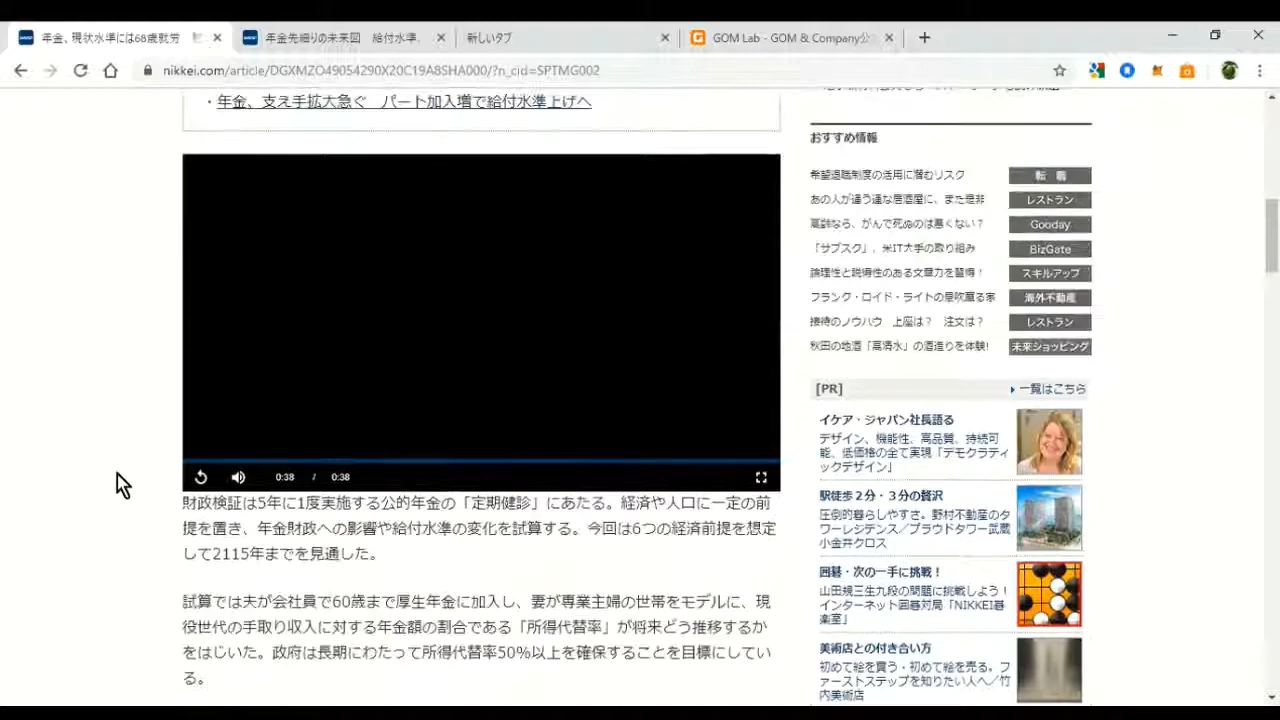 年金、現状水準には68歳就労
年金先細りの未来図 給付水準、
新しいタブ
GOM Lab - GOM & Company公
nikkei.com/article/DGXMZO49054290X20C19A8SHA000/?n_cid=SPTMG002
・年金、支え手拡大急ぐ パート加入増で給付水準上げへ
0:38 / 0:38
財政検証は5年に1度実施する公的年金の「定期健診」にあたる。経済や人口に一定の前
提を置き、年金財政への影響や給付水準の変化を試算する。今回は6つの経済前提を想定
して2115年までを見通した。
試算では夫が会社員で60歳まで厚生年金に加入し、妻が専業主婦の世帯をモデルに、現
役世代の手取り収入に対する年金額の割合である「所得代替率」が将来どう推移するか
をはじいた。政府は長期にわたって所得代替率50%以上を確保することを目標にしてい
る。
おすすめ情報
希望退職制度の活用に潜むリスク 転 職
あの人が通う達な居酒屋に、また是非 レストラン
高齢なら、がんで死ぬのは悪くない？ Gooday
「サブスク」、米IT大手の取り組み BizGate
論理性と説得性のある文章力を習得！ スキルアップ
フランク・ロイド・ライトの息吹薫る家 海外不動産
接待のノウハウ 上座は？ 注文は？ レストラン
秋田の地酒「高清水」の酒造りを体験! 未来ショッピング
[PR] 一覧はこちら
イケア・ジャパン社長語る
デザイン、機能性、高品質、持続可
能、低価格の全て実現「デモクラティ
ックデザイン」
駅徒歩２分・３分の贅沢
圧倒的暮らしやすさ。野村不動産のタ
ワーレジデンス／プラウドタワー武蔵
小金井クロス
囲碁・次の一手に挑戦！
山田規三生九段の問題に挑戦しよう！
インターネット囲碁対局「NIKKEI碁
楽室」
美術店との付き合い方
初めて絵を買う・初めて絵を売る。フ
ァーストステップを知りたい人へ／竹
内美術店